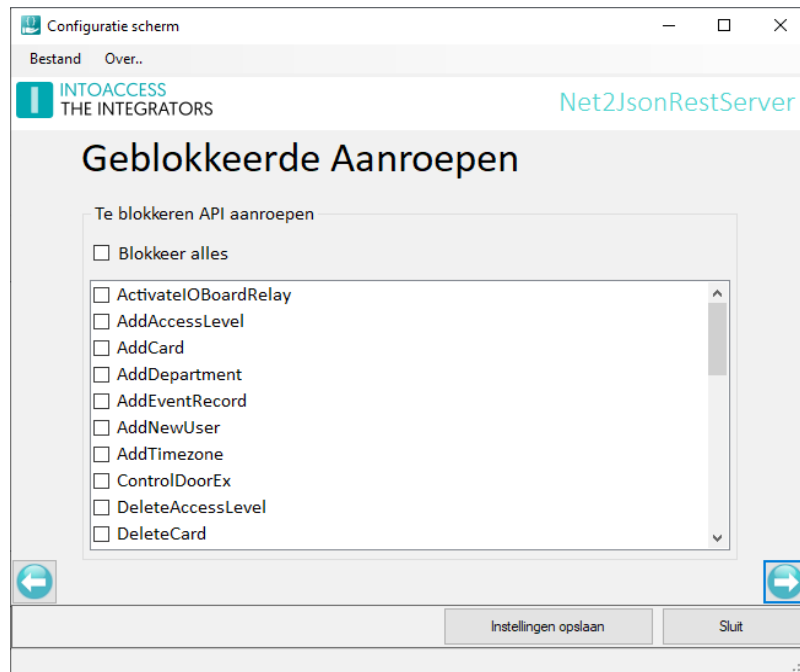 Configuratie scherm
Bestand Over..
INTOACCESS
THE INTEGRATORS
Net2JsonRestServer
Geblokkeerde Aanroepen
Te blokkeren API aanroepen
Blokkeer alles
ActivateIOBoardRelay
AddAccessLevel
AddCard
AddDepartment
AddEventRecord
AddNewUser
AddTimezone
ControlDoorEx
DeleteAccessLevel
DeleteCard
Instellingen opslaan Sluit